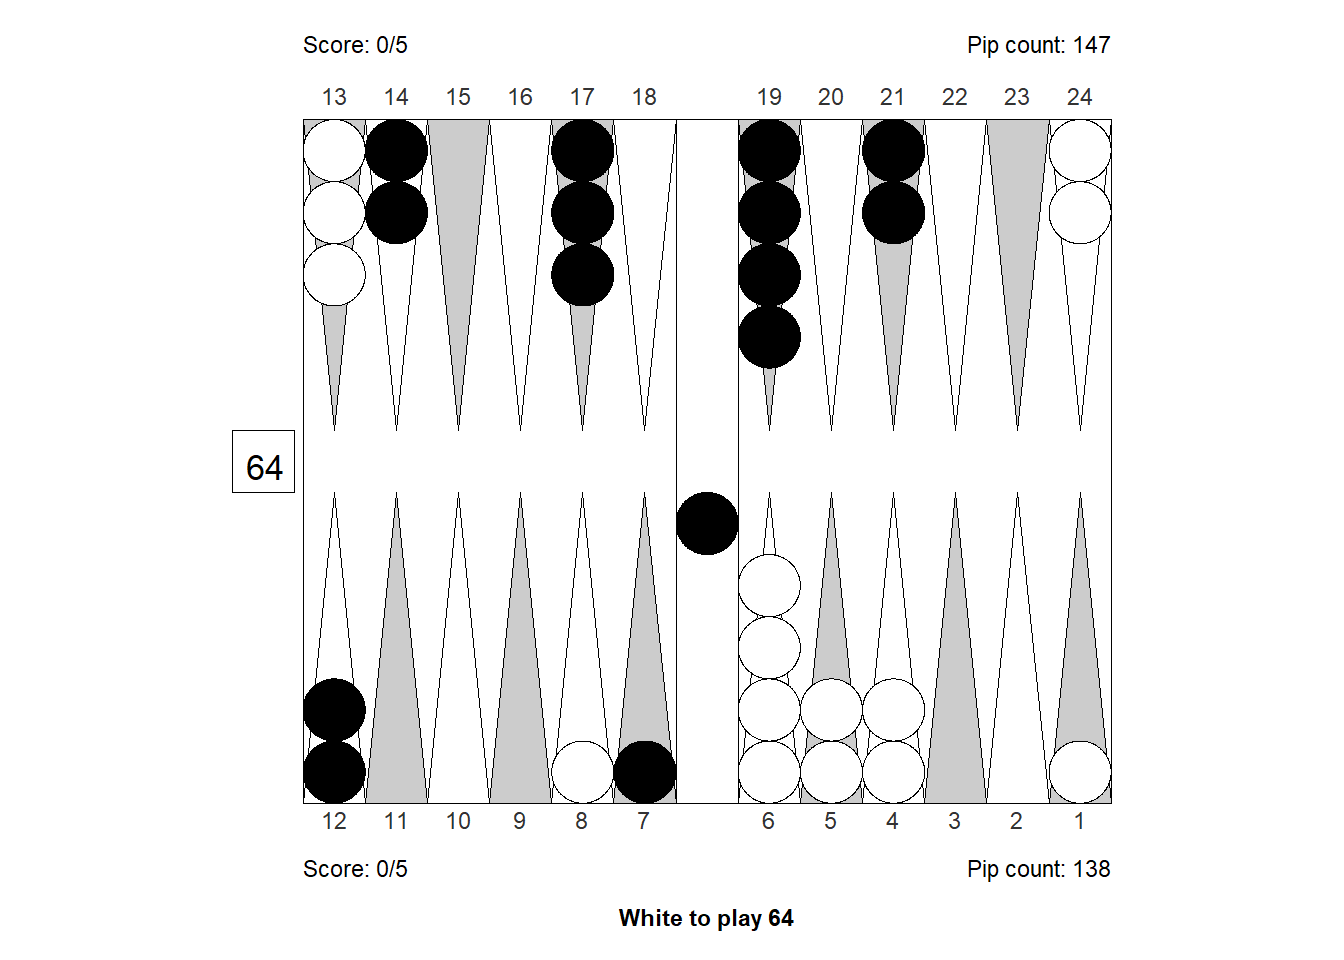 Score: 0/5 Pip count: 147
13 14 15 16 17 18 19 20 21 22 23 24
64
12 11 10 9 8 7 6 5 4 3 2 1
Score: 0/5 Pip count: 138
White to play 64